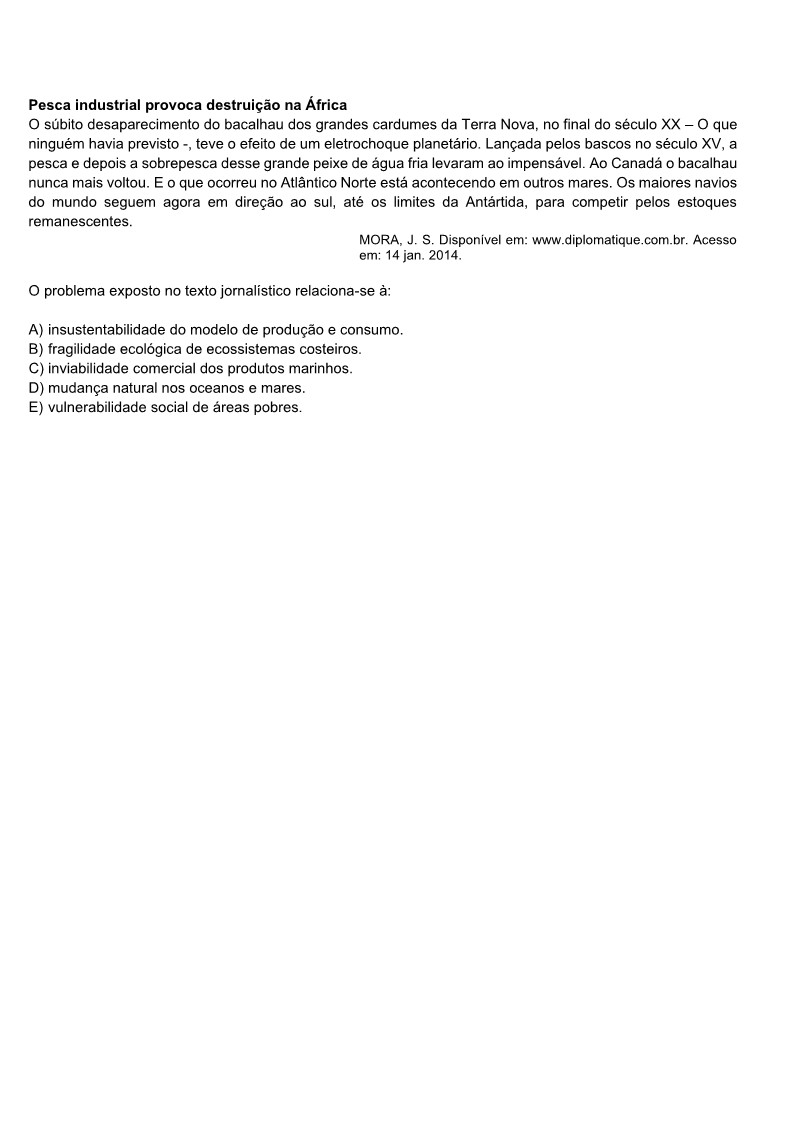 Pesca industrial provoca destruição na África
O súbito desaparecimento do bacalhau dos grandes cardumes da Terra Nova, no final do século XX – O que
ninguém havia previsto -, teve o efeito de um eletrochoque planetário. Lançada pelos bascos no século XV, a
pesca e depois a sobrepesca desse grande peixe de água fria levaram ao impensável. Ao Canadá o bacalhau
nunca mais voltou. E o que ocorreu no Atlântico Norte está acontecendo em outros mares. Os maiores navios
do mundo seguem agora em direção ao sul, até os limites da Antártida, para competir pelos estoques
remanescentes.
MORA, J. S. Disponível em: www.diplomatique.com.br. Acesso
em: 14 jan. 2014.
O problema exposto no texto jornalístico relaciona-se à:
A) insustentabilidade do modelo de produção e consumo.
B) fragilidade ecológica de ecossistemas costeiros.
C) inviabilidade comercial dos produtos marinhos.
D) mudança natural nos oceanos e mares.
E) vulnerabilidade social de áreas pobres.